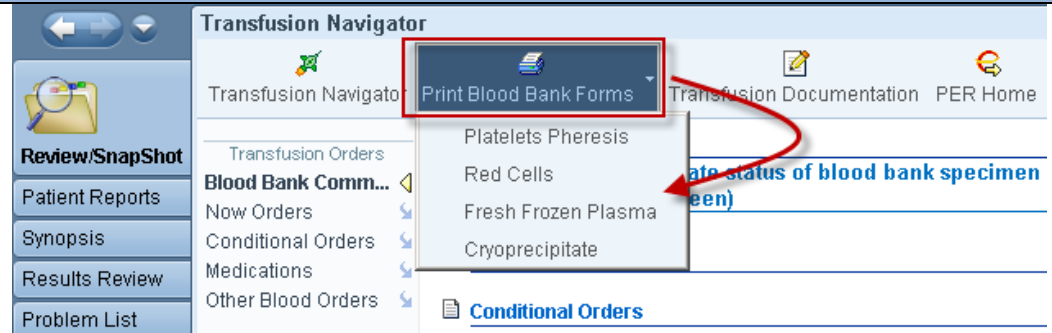 Transfusion Navigator
Transfusion Navigator Print Blood Bank Forms Transfusion Documentation PER Home
Review/SnapShot
Patient Reports
Synopsis
Results Review
Problem List
Transfusion Orders
Blood Bank Comm...
Now Orders
Conditional Orders
Medications
Other Blood Orders
Platelets Pheresis
Red Cells
Fresh Frozen Plasma
Cryoprecipitate
status of blood bank specimen
Conditional Orders